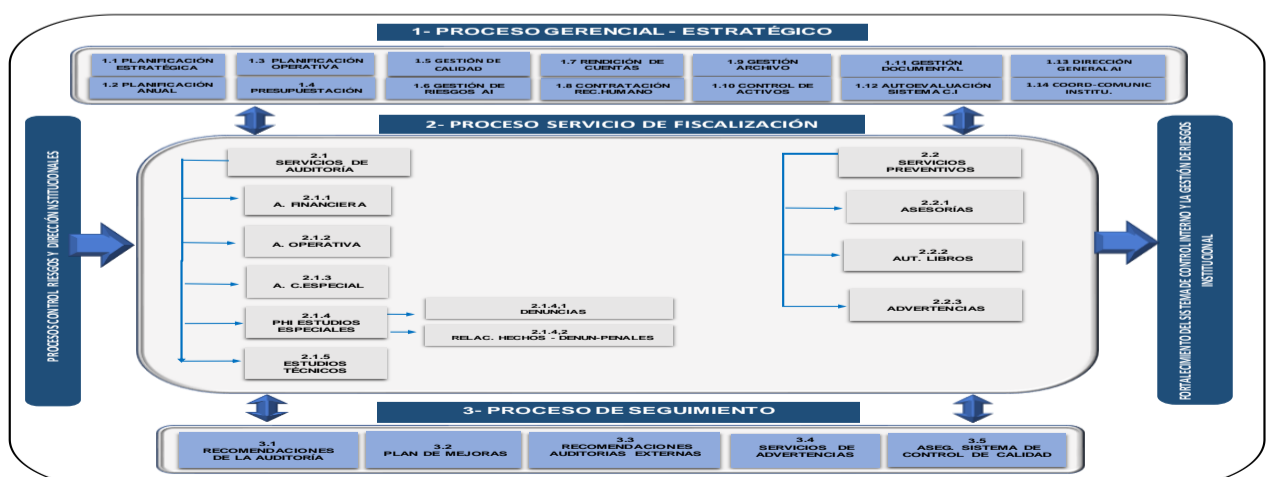 1- PROCESO GERENCIAL - ESTRATÉGICO
1.1 PLANIFICACIÓN
ESTRATÉGICA
1.3 PLANIFICACIÓN
OPERATIVA
1.5 GESTIÓN DE
CALIDAD
1.7 RENDICIÓN DE
CUENTAS
1.9 GESTIÓN
ARCHIVO
1.11 GESTIÓN
DOCUMENTAL
1.13 DIRECCIÓN
GENERAL AI
1.2 PLANIFICACIÓN
ANUAL
1.4
PRESUPUESTACIÓN
1.6 GESTIÓN DE
RIESGOS AI
1.8 CONTRATACIÓN
REC.HUMANO
1.10 CONTROL DE
ACTIVOS
1.12 AUTOEVALUACIÓN
SISTEMA C.I
1.14 COORD-COMUNIC
INSTITU.
PROCESOS CONTROL RIESGOS Y DIRECCIÓN INSTITUCIONALES
2- PROCESO SERVICIO DE FISCALIZACIÓN
2.1
SERVICIOS DE
AUDITORÍA
2.1.1
A. FINANCIERA
2.1.2
A. OPERATIVA
2.1.3
A. C.ESPECIAL
2.1.4
PHI ESTUDIOS
ESPECIALES
2.1.4,1
DENUNCIAS
2.1.4,2
RELAC. HECHOS - DENUN-PENALES
2.1.5
ESTUDIOS
TÉCNICOS
2.2
SERVICIOS
PREVENTIVOS
2.2.1
ASESORÍAS
2.2.2
AUT. LIBROS
2.2.3
ADVERTENCIAS
FORTALECIMIENTO DEL SISTEMA DE CONTROL INTERNO Y LA GESTIÓN DE RIESGOS
INSTITUCIONAL
3- PROCESO DE SEGUIMIENTO
3.1
RECOMENDACIONES
DE LA AUDITORÍA
3.2
PLAN DE MEJORAS
3.3
RECOMENDACIONES
AUDITORIAS EXTERNAS
3.4
SERVICIOS DE
ADVERTENCIAS
3.5
ASEG. SISTEMA DE
CONTROL DE CALIDAD